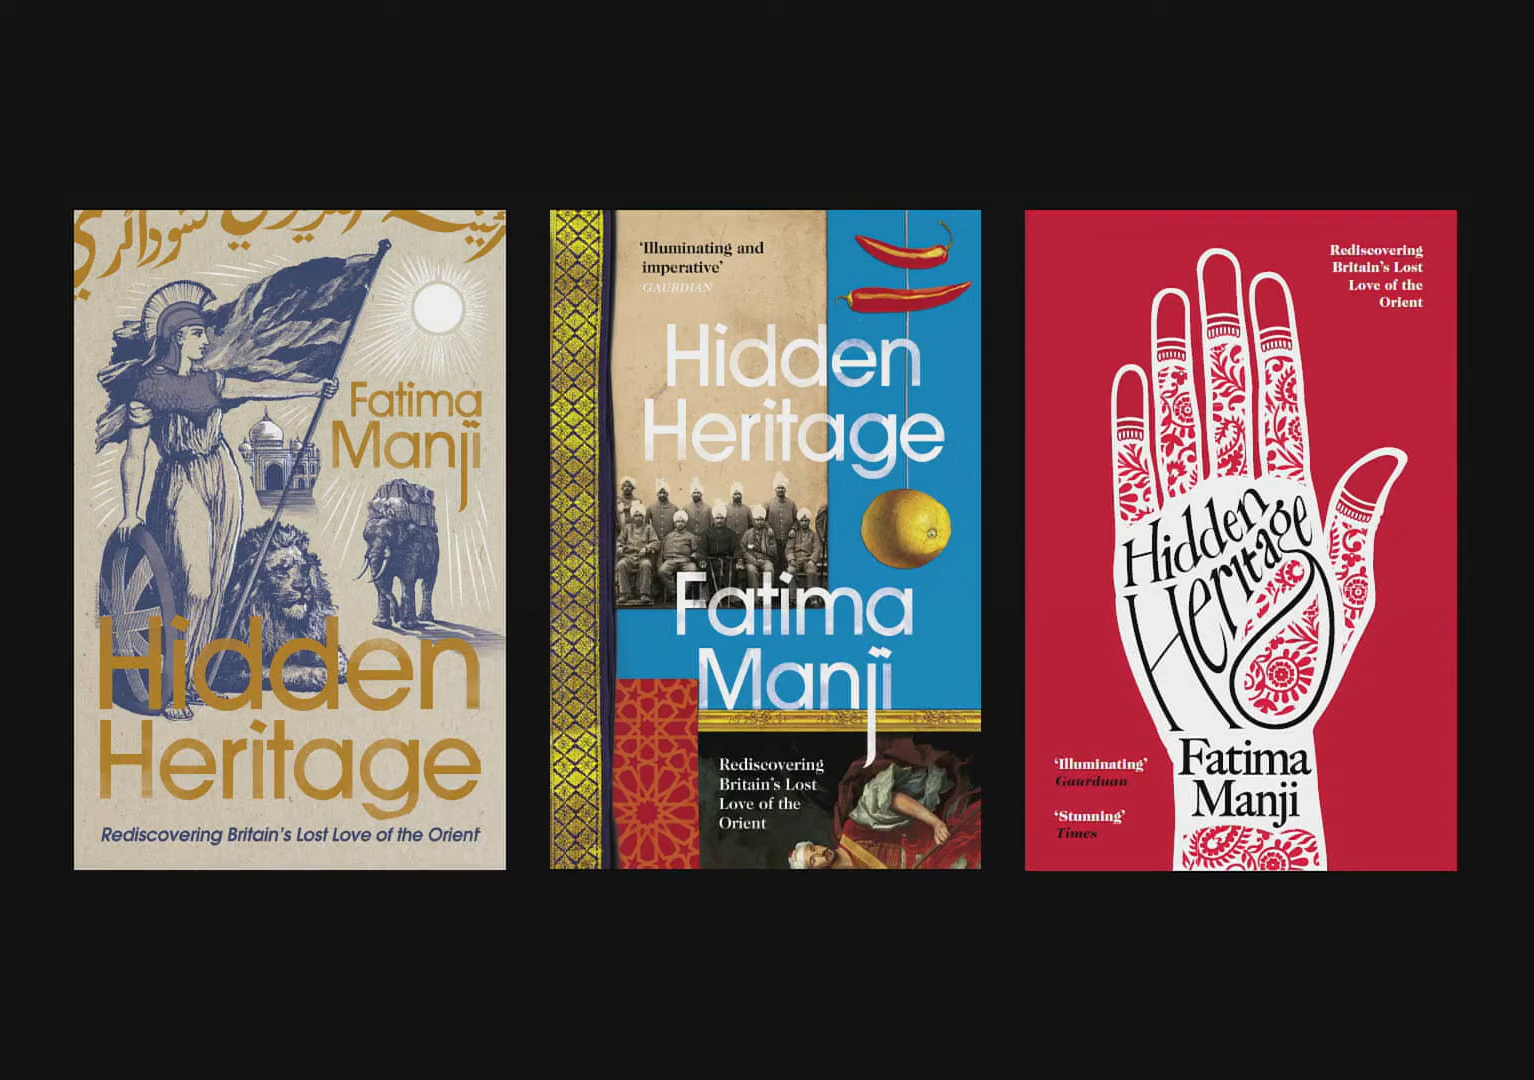 Fatima
Manji
Hidden
Heritage
Rediscovering Britain's Lost Love of the Orient
'Illuminating and
imperative'
GAURDIAN
Hidden
Heritage
Fatima
Manji
Rediscovering
Britain's Lost
Love of the
Orient
Rediscovering
Britain's Lost
Love of the
Orient
Hidden
Heritage
'Illuminating'
Gaurduan
'Stunning'
Times
Fatima
Manji